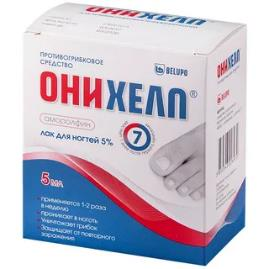 ПРОТИВОГРИБКОВОЕ
СРЕДСТВО
BELUPO
ОНИХЕЛП®
аморолфин
лак для ногтей 5%
7
5 МЛ
применяется 1-2 раза
в неделю
проникает в ноготь
Уничтожает грибок
Защищает от повторного
заражения